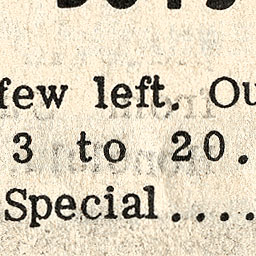 few left. Ou
3 to 20.
Special....